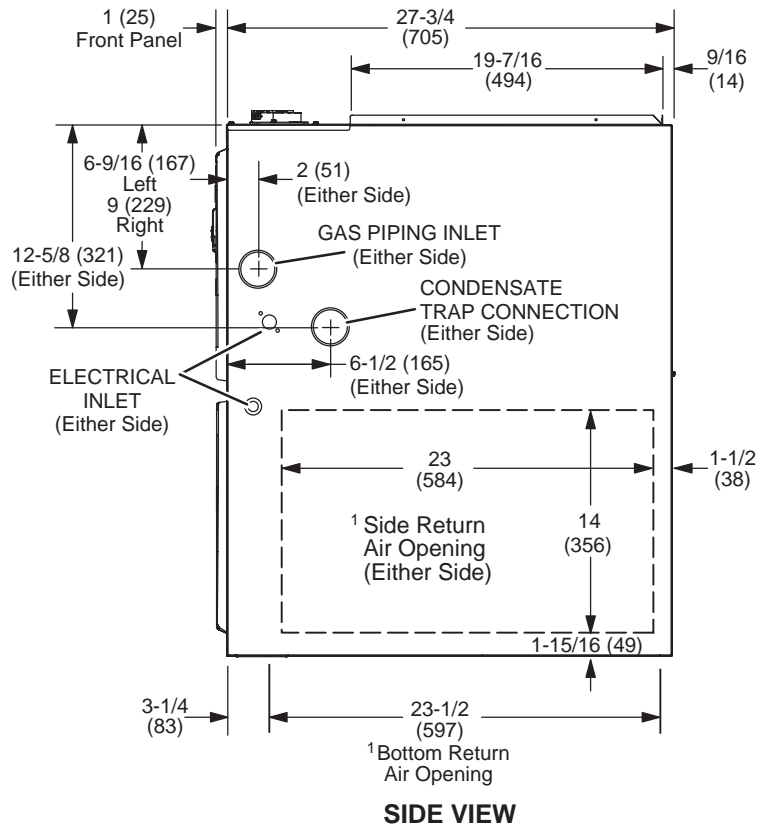 1 (25)
Front Panel
27-3/4
(705)
19-7/16
(494)
9/16
(14)
6-9/16 (167)
Left
9 (229)
Right
2 (51)
(Either Side)
12-5/8 (321)
(Either Side)
GAS PIPING INLET
(Either Side)
CONDENSATE
TRAP CONNECTION
(Either Side)
6-1/2 (165)
(Either Side)
ELECTRICAL
INLET
(Either Side)
23
(584)
1-1/2
(38)
1 Side Return
Air Opening
(Either Side)
14
(356)
1-15/16 (49)
3-1/4
(83)
23-1/2
(597)
1 Bottom Return
Air Opening
SIDE VIEW